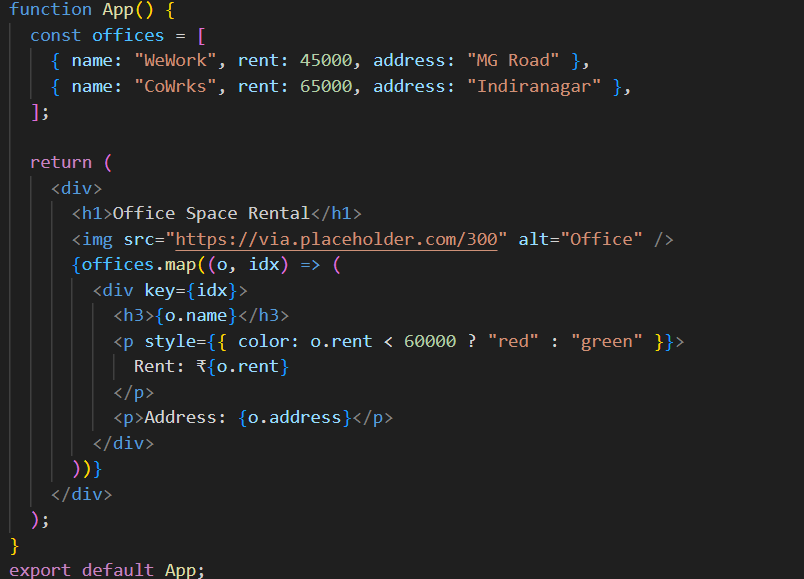 function App() {
  const offices = [
    { name: "WeWork", rent: 45000, address: "MG Road" },
    { name: "CoWrks", rent: 65000, address: "Indiranagar" },
  ];

  return (
    <div>
      <h1>Office Space Rental</h1>
      <img src="https://via.placeholder.com/300" alt="Office" />
      {offices.map((o, idx) => (
        <div key={idx}>
          <h3>{o.name}</h3>
          <p style={{ color: o.rent < 60000 ? "red" : "green" }}>
            Rent: ₹{o.rent}
          </p>
          <p>Address: {o.address}</p>
        </div>
      ))}
    </div>
  );
}
export default App;